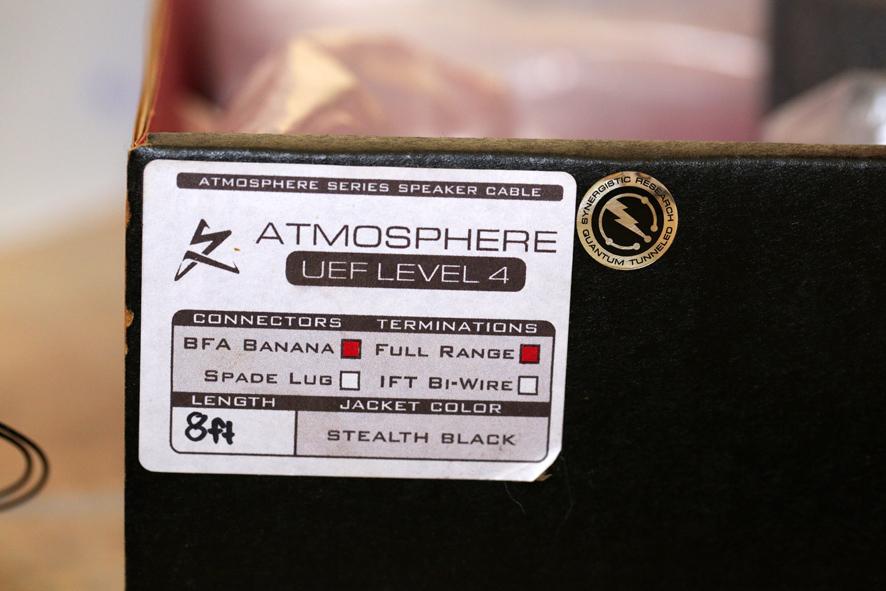 ATMOSPHERE SERIES SPEAKER CABLE
ATMOSPHERE
UEF LEVEL 4
CONNECTORS TERMINATIONS
BFA BANANA FULL RANGE
SPADE LUG IFT BI-WIRE
LENGTH JACKET COLOR
8ft STEALTH BLACK
SYNERGISTIC RESEARCH
QUANTUM TUNNELED